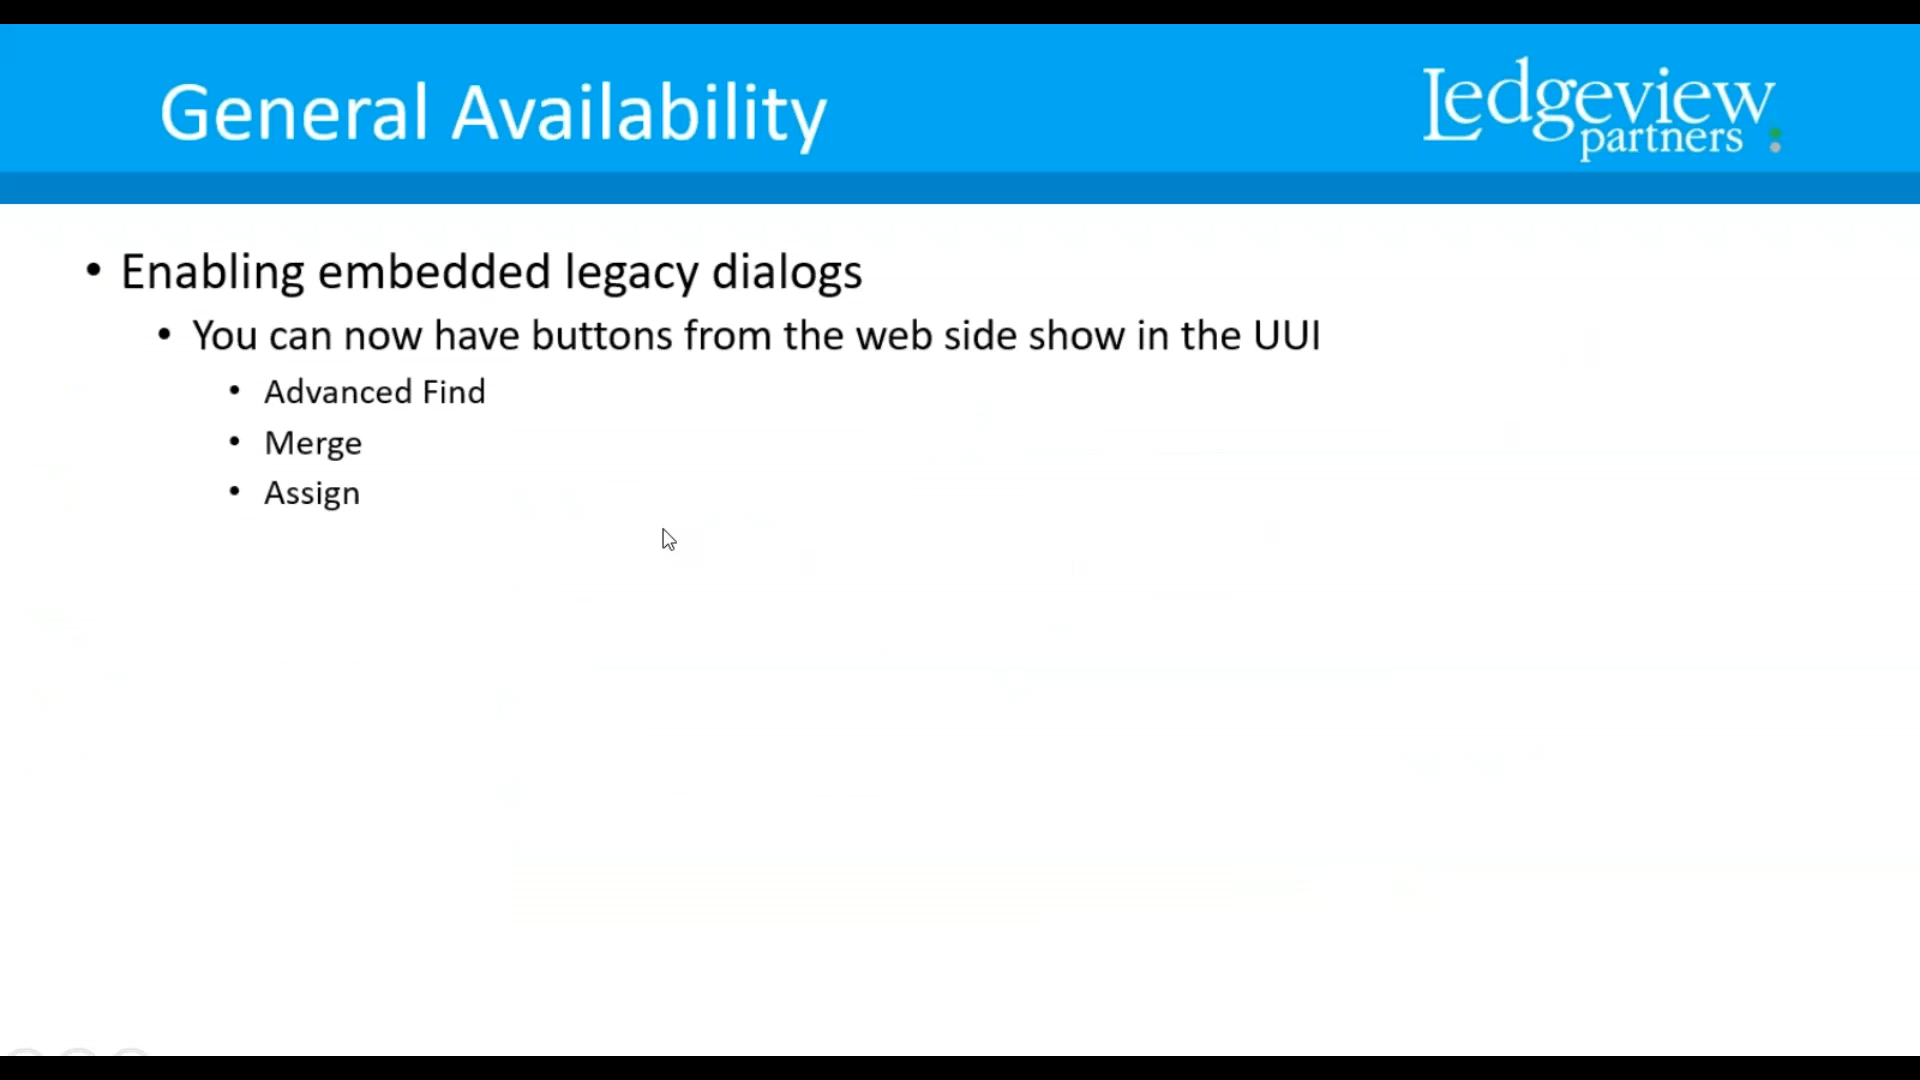 General Availability
Ledgeview
partners
• Enabling embedded legacy dialogs
• You can now have buttons from the web side show in the UUI
• Advanced Find
• Merge
• Assign